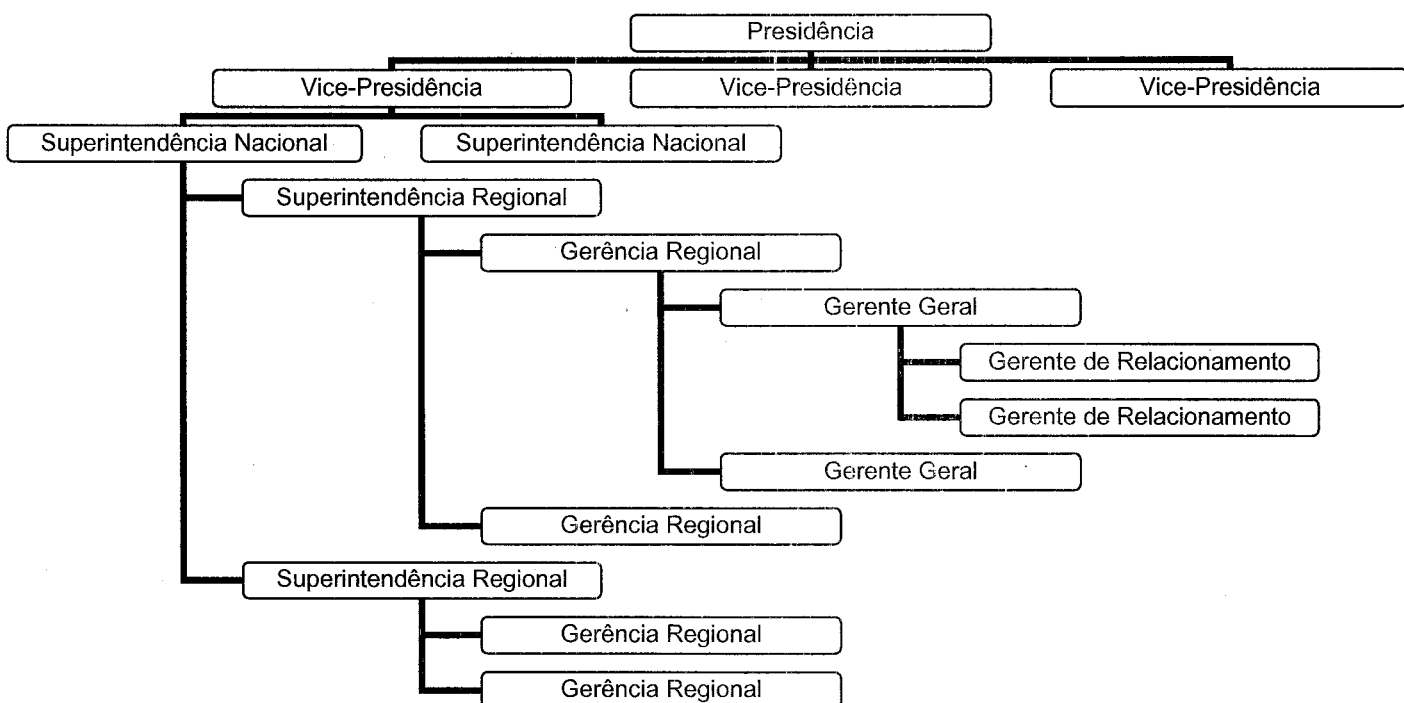 Presidência
Vice-Presidência
Vice-Presidência
Vice-Presidência
Superintendência Nacional
Superintendência Nacional
Superintendência Regional
Gerência Regional
Gerente Geral
Gerente de Relacionamento
Gerente de Relacionamento
Gerente Geral
Gerência Regional
Superintendência Regional
Gerência Regional
Gerência Regional